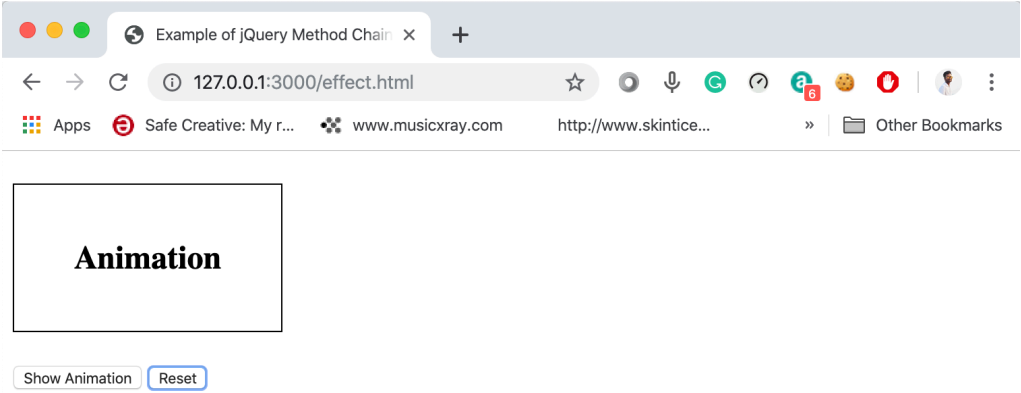 Example of jQuery Method Chain
127.0.0.1:3000/effect.html
6
Apps
Safe Creative: My r...
www.musicxray.com
http://www.skintice...
»
Other Bookmarks
Animation
Show Animation
Reset